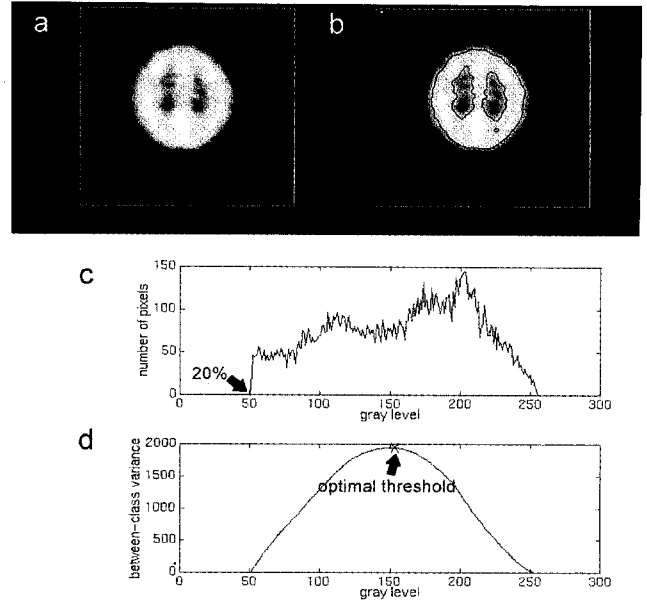 a
b
c
150
100
50
0
number of pixels
20%
0
50
100
150
200
250
300
gray level
d
2000
1500
1000
500
0
between-class variance
optimal threshold
0
50
100
150
200
250
300
gray level